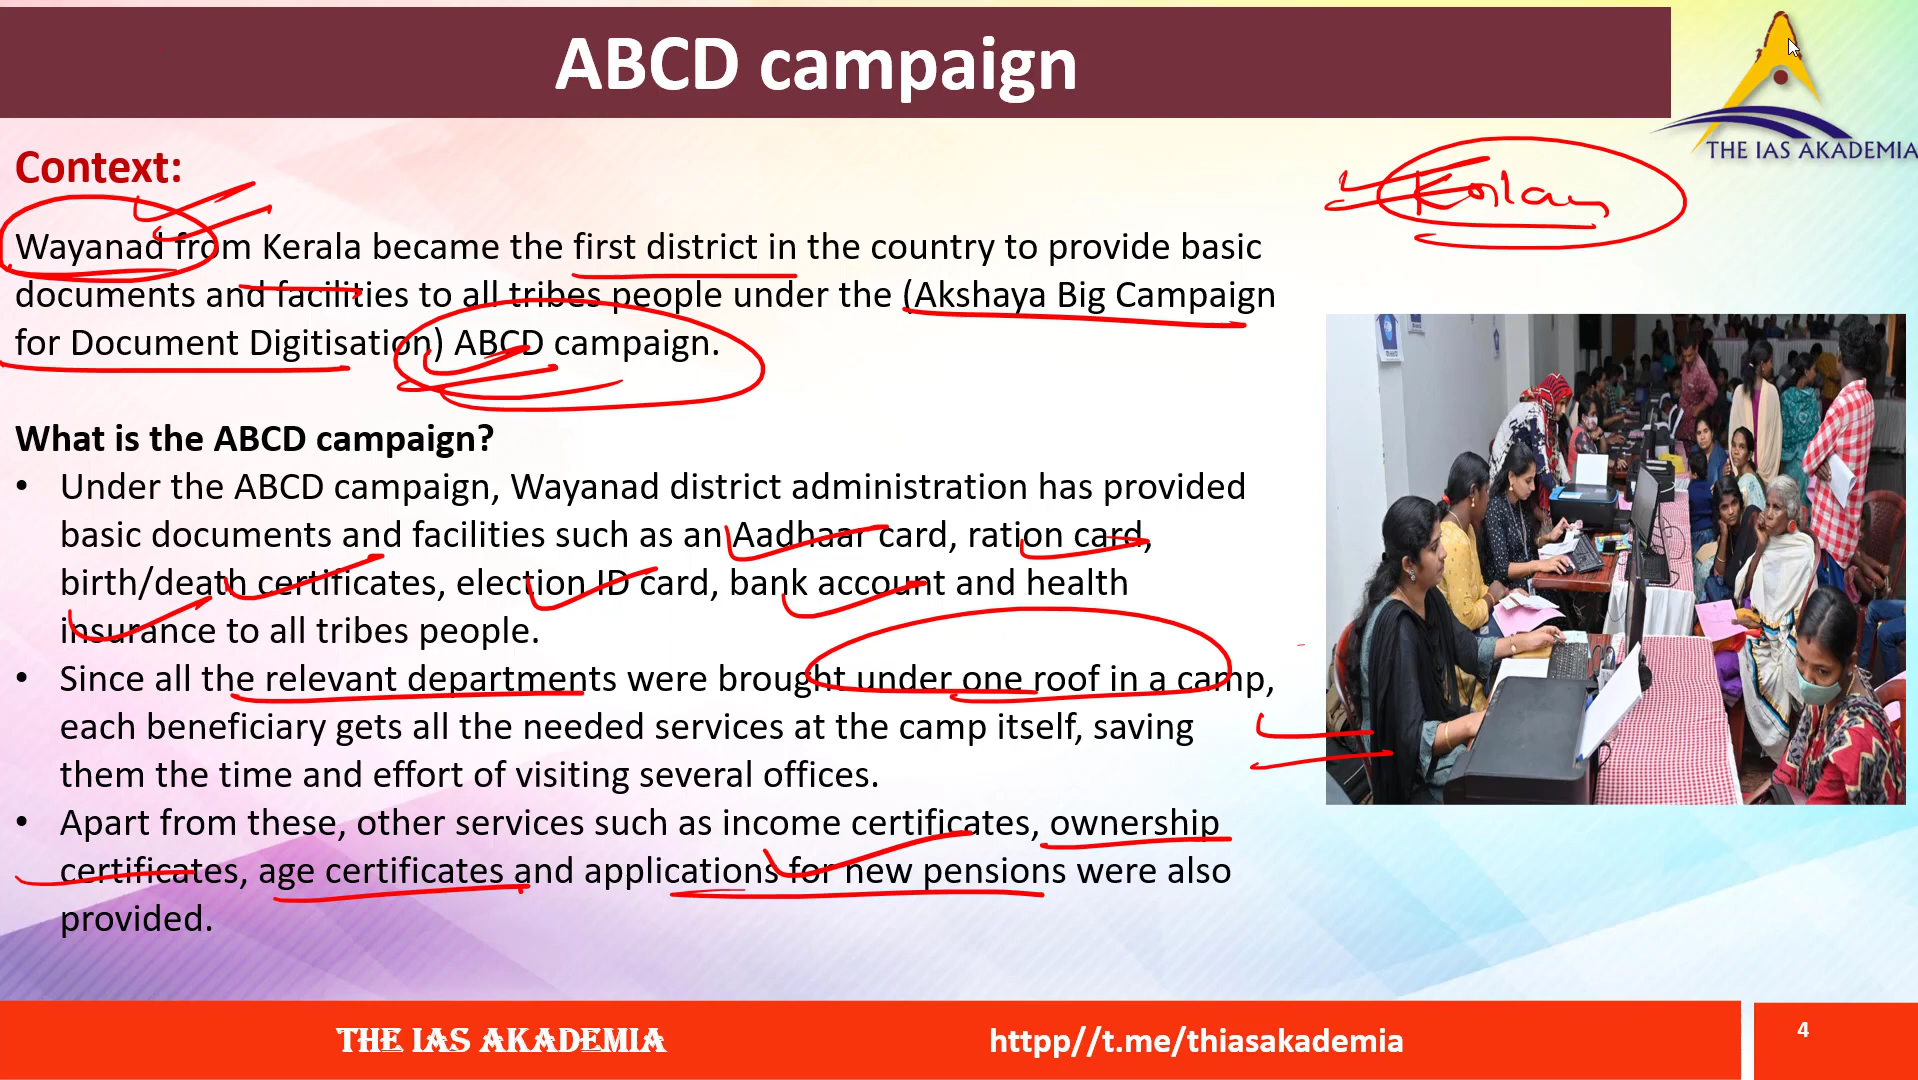 ABCD campaign
THE IAS AKADEMIA
Context:
Wayanad from Kerala became the first district in the country to provide basic
documents and facilities to all tribes people under the (Akshaya Big Campaign
for Document Digitisation) ABCD campaign.
What is the ABCD campaign?
• Under the ABCD campaign, Wayanad district administration has provided
basic documents and facilities such as an Aadhaar card, ration card,
birth/death certificates, election ID card, bank account and health
insurance to all tribes people.
• Since all the relevant departments were brought under one roof in a camp,
each beneficiary gets all the needed services at the camp itself, saving
them the time and effort of visiting several offices.
• Apart from these, other services such as income certificates, ownership
certificates, age certificates and applications for new pensions were also
provided.
THE IAS AKADEMIA
httpp//t.me/thiasakademia
4